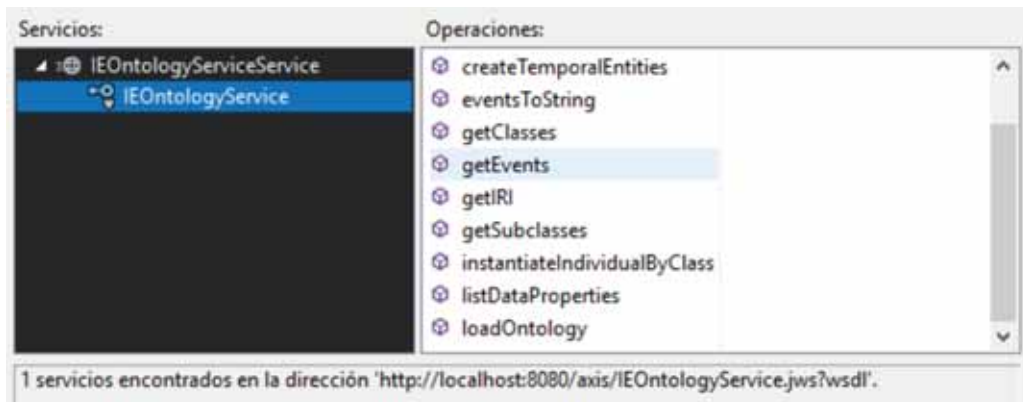 Servicios:
IEOntologyServiceService
IEOntologyService
Operaciones:
createTemporalEntities
eventsToString
getClasses
getEvents
getIRI
getSubclasses
instantiateIndividualByClass
listDataProperties
loadOntology
1 servicios encontrados en la dirección 'http://localhost:8080/axis/IEOntologyService.jws?wsdl'.